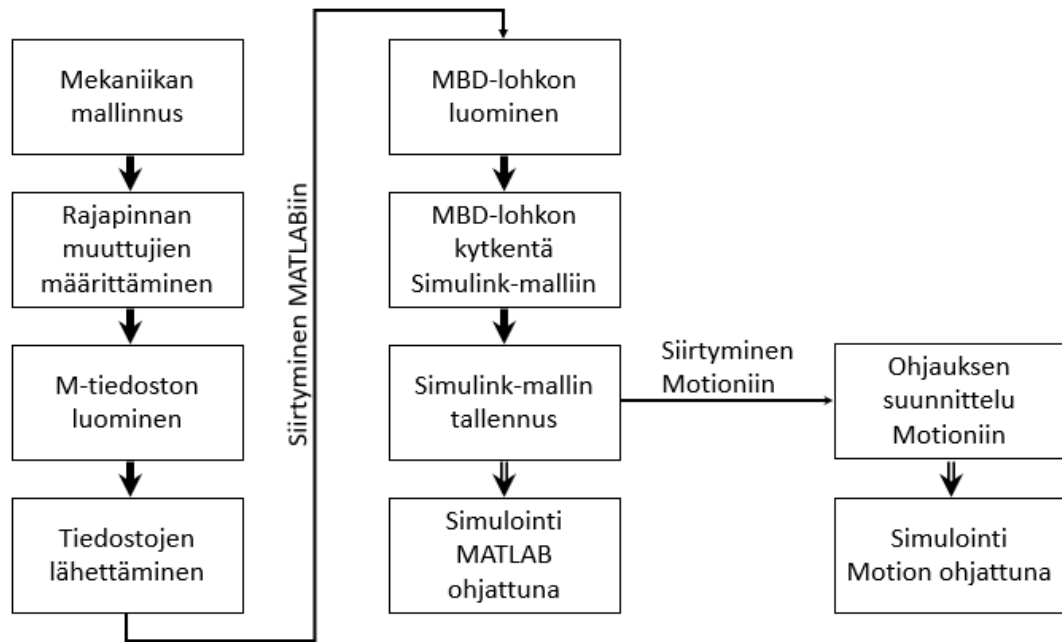 Mekaniikan
mallinnus
Rajapinnan
muuttujien
määrittäminen
M-tiedoston
luominen
Tiedostojen
lähettäminen
Siirtyminen MATLABiin
MBD-lohkon
luominen
MBD-lohkon
kytkentä
Simulink-malliin
Simulink-mallin
tallennus
Simulointi
MATLAB
ohjattuna
Siirtyminen
Motioniin
Ohjauksen
suunnittelu
Motioniin
Simulointi
Motion ohjattuna